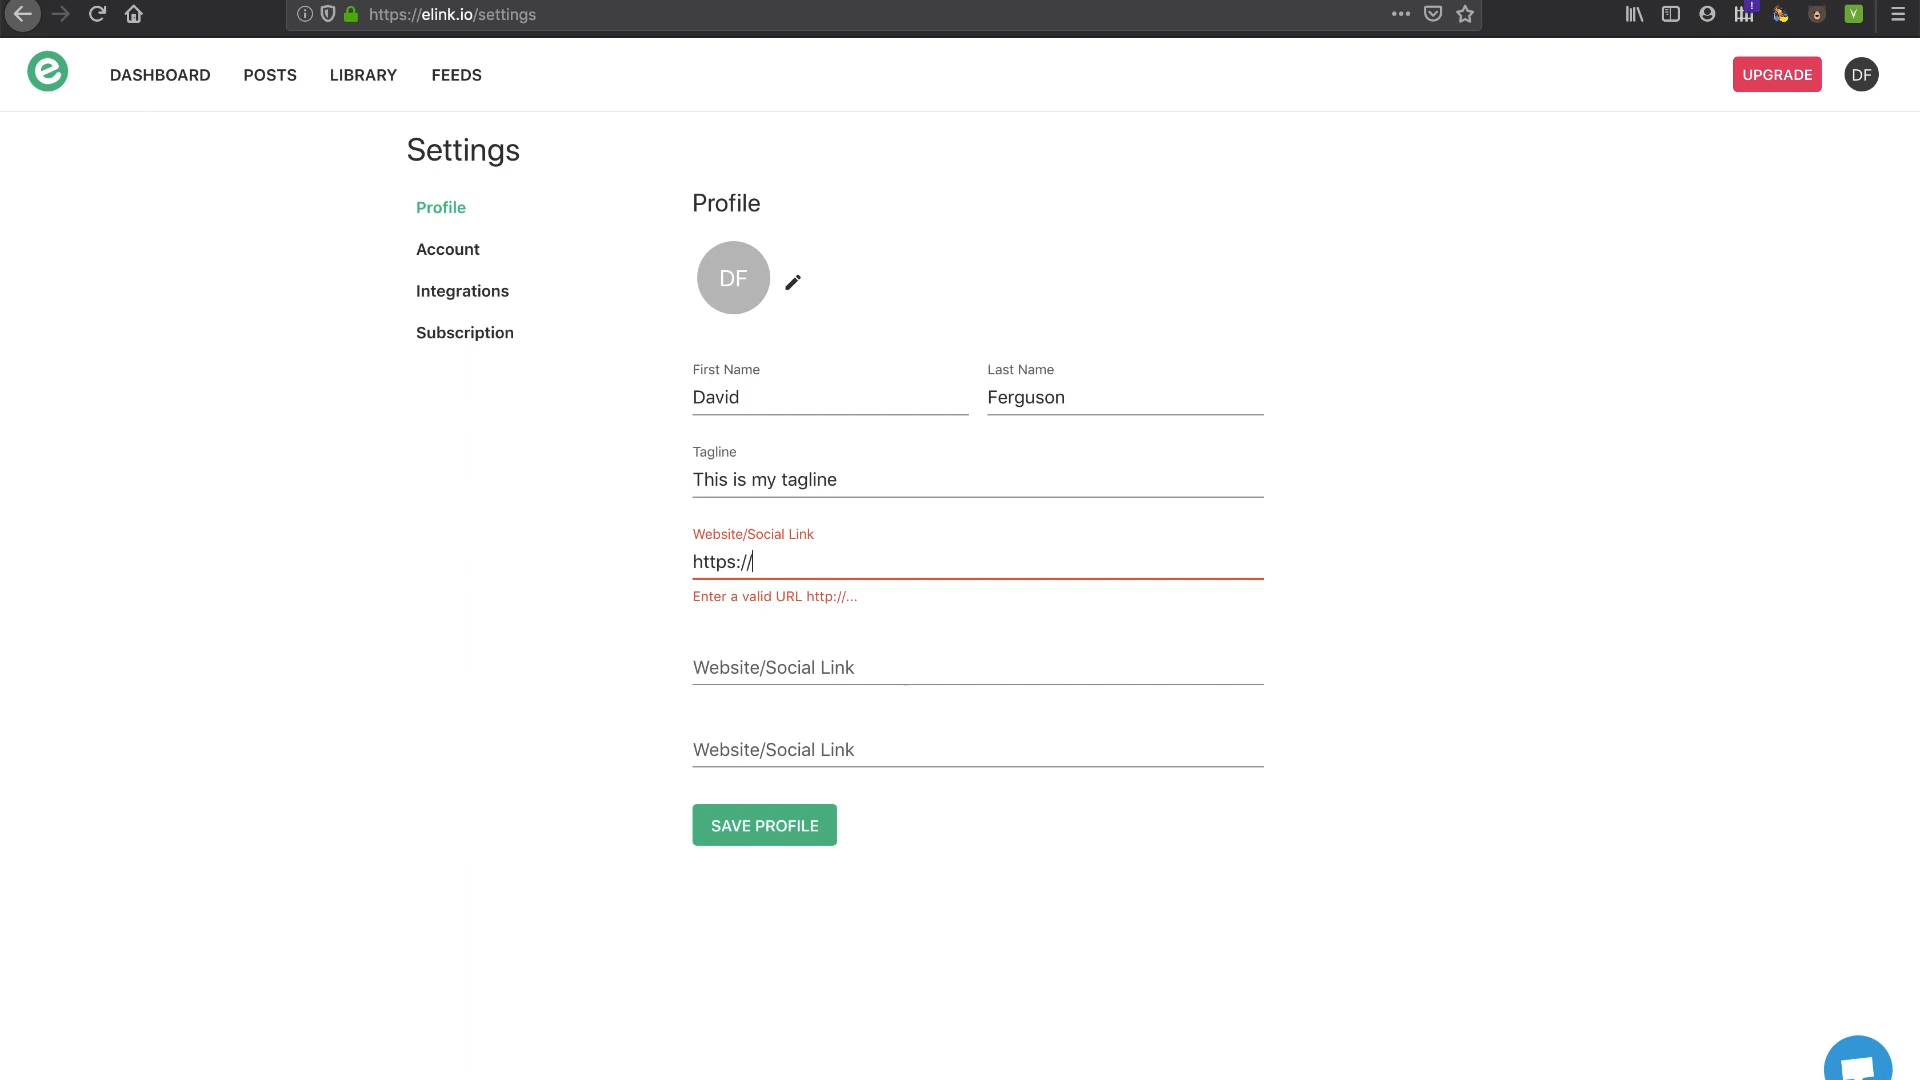 https://elink.io/settings
DASHBOARD POSTS LIBRARY FEEDS UPGRADE DF
Settings
Profile
Account
Integrations
Subscription
Profile
DF
First Name Last Name
David Ferguson
Tagline
This is my tagline
Website/Social Link
https://
Enter a valid URL http://...
Website/Social Link
Website/Social Link
SAVE PROFILE